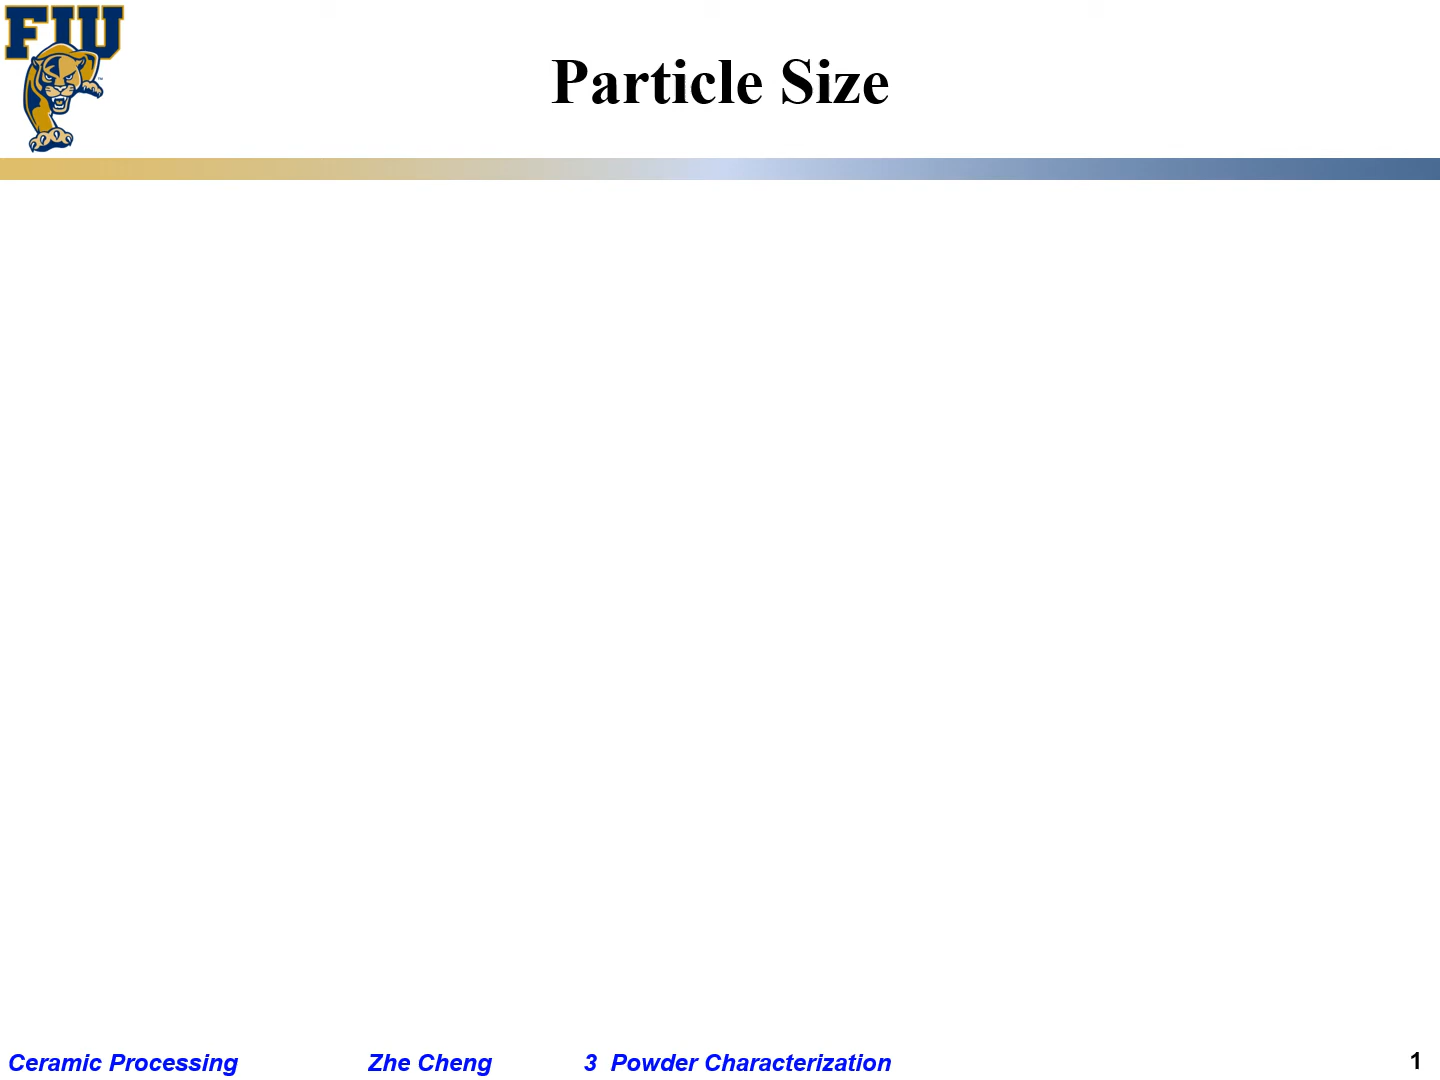 FIU
Particle Size
Ceramic Processing Zhe Cheng 3 Powder Characterization 1